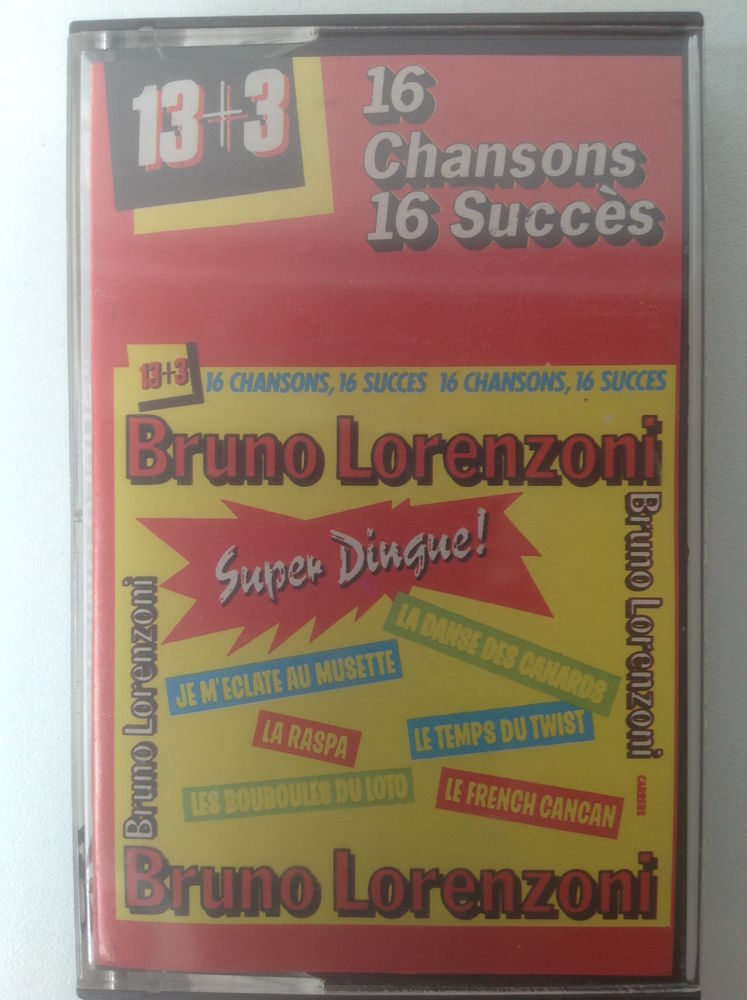 13+3
16
Chansons
16 Succès
13+3
16 CHANSONS, 16 SUCCES 16 CHANSONS, 16 SUCCES
Bruno Lorenzoni
Super Dingue!
Bruno Lorenzoni
Bruno Lorenzoni
LA DANSE DES CANARDS
JE M'ECLATE AU MUSETTE
LA RASPA
LE TEMPS DU TWIST
LES BOUBOULES DU LOTO
LE FRENCH CANCAN
CARRERE
Bruno Lorenzoni